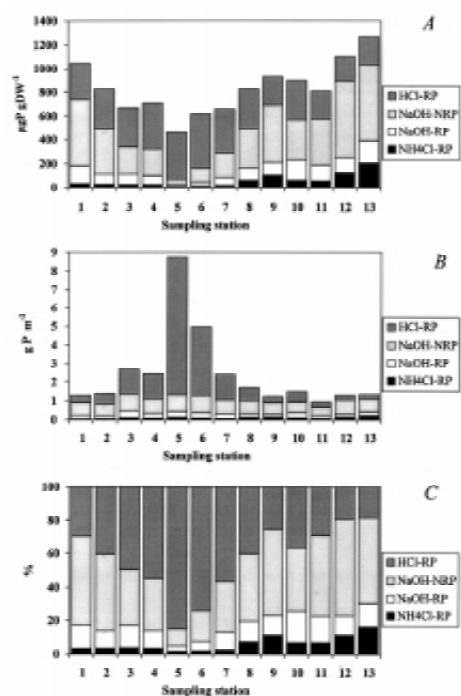 A
1400
1200
1000
800
600
400
200
0
µgP gDW⁻¹
HCl-RP
NaOH-NRP
NaOH-RP
NH4Cl-RP
1 2 3 4 5 6 7 8 9 10 11 12 13
Sampling station
B
9
8
7
6
5
4
3
2
1
0
g P m⁻²
HCl-RP
NaOH-NRP
NaOH-RP
NH4Cl-RP
1 2 3 4 5 6 7 8 9 10 11 12 13
Sampling station
C
100
80
60
40
20
0
%
HCl-RP
NaOH-NRP
NaOH-RP
NH4Cl-RP
1 2 3 4 5 6 7 8 9 10 11 12 13
Sampling station